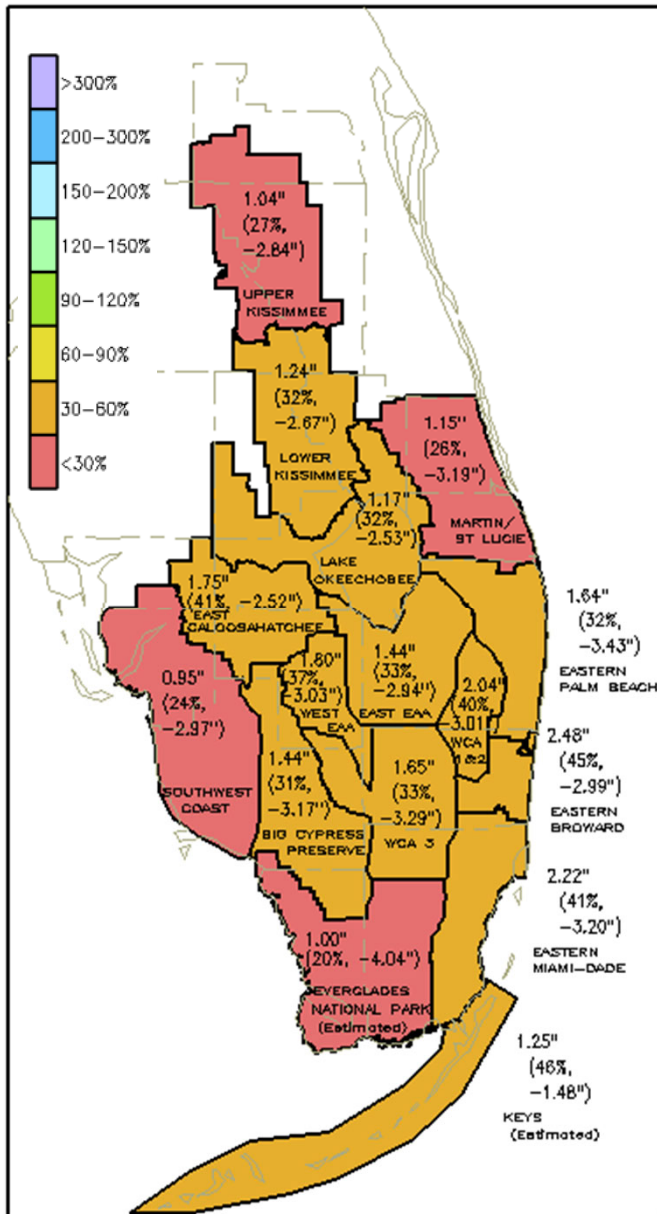 >300%
200-300%
150-200%
120-150%
90-120%
60-90%
30-60%
<30%
1.04"
(27%,
-2.84")
UPPER
KISSIMMEE
1.24"
(32%,
-2.67")
LOWER
KISSIMMEE
1.15"
(26%,
-3.19")
MARTIN/
ST LUCIE
1.17"
(32%,
-2.53")
LAKE
OKEECHOBEE
1.75"
(41%, -2.52")
EAST
CALOOSAHATCHEE
1.64"
(32%,
-3.43")
EASTERN
PALM BEACH
0.95"
(24%,
-2.97")
SOUTHWEST
COAST
1.80"
(37%,
-3.03")
WEST
EAA
1.44"
(33%,
-2.94")
EAST EAA
2.04"
(40%,
-3.01")
WCA
1&2
2.48"
(45%,
-2.99")
EASTERN
BROWARD
1.44"
(31%,
-3.17")
BIG CYPRESS
PRESERVE
1.65"
(33%,
-3.29")
WCA 3
2.22"
(41%,
-3.20")
EASTERN
MIAMI-DADE
1.00"
(20%, -4.04")
EVERGLADES
NATIONAL PARK
(Estimated)
1.25"
(46%,
-1.48")
KEYS
(Estimated)